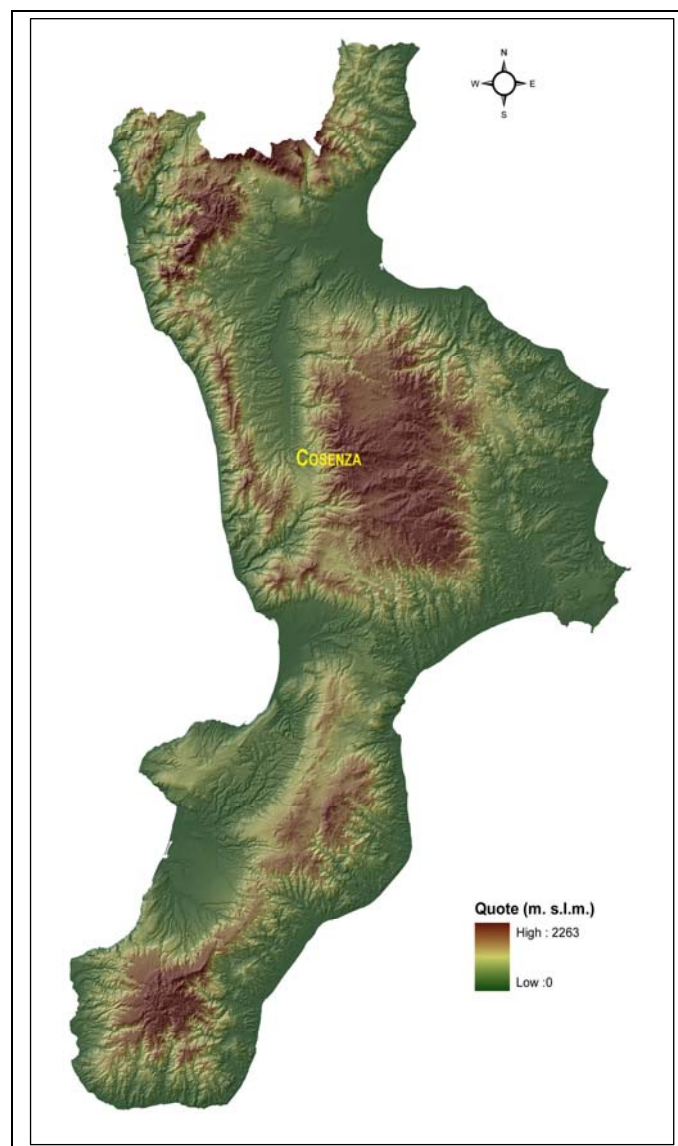 N
W E
S
COSENZA
Quote (m. s.l.m.)
High : 2263
Low :0